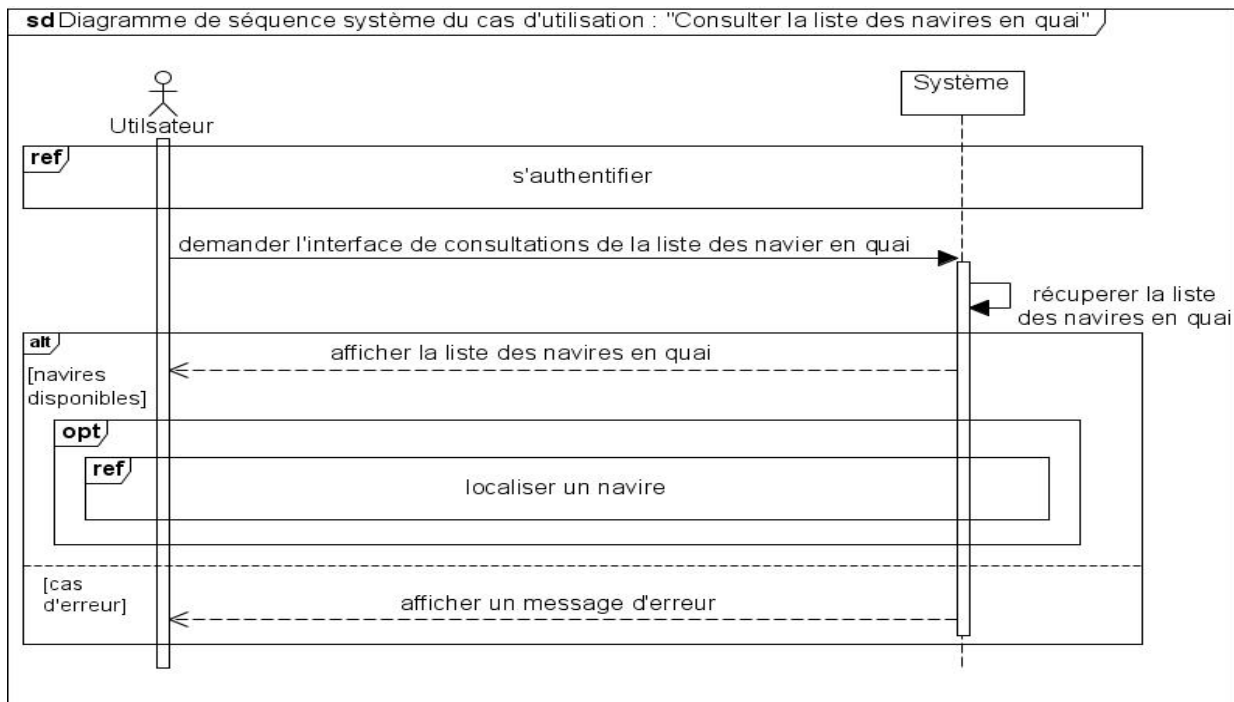 sd Diagramme de séquence système du cas d'utilisation : "Consulter la liste des navires en quai"
Système
Utilsateur
ref
s'authentifier
demander l'interface de consultations de la liste des navier en quai
récuperer la liste
des navires en quai
alt
afficher la liste des navires en quai
[navires
disponibles]
opt
ref
localiser un navire
[cas
d'erreur]
afficher un message d'erreur